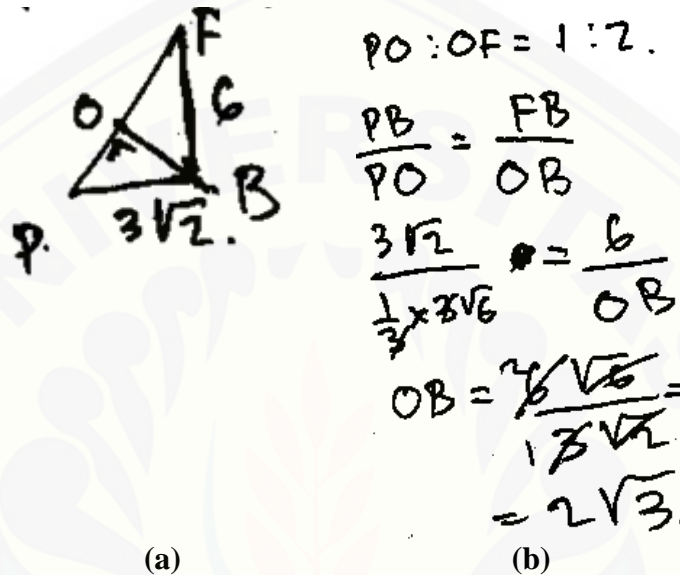 F
O
6
B
P.
3√2.
(a)
PO : OF = 1 : 2.
PB/PO = FB/OB
3√2 / (1/3 × 3√6) = 6/OB
OB = 6√6 / 3√2 =
= 2√3.
(b)